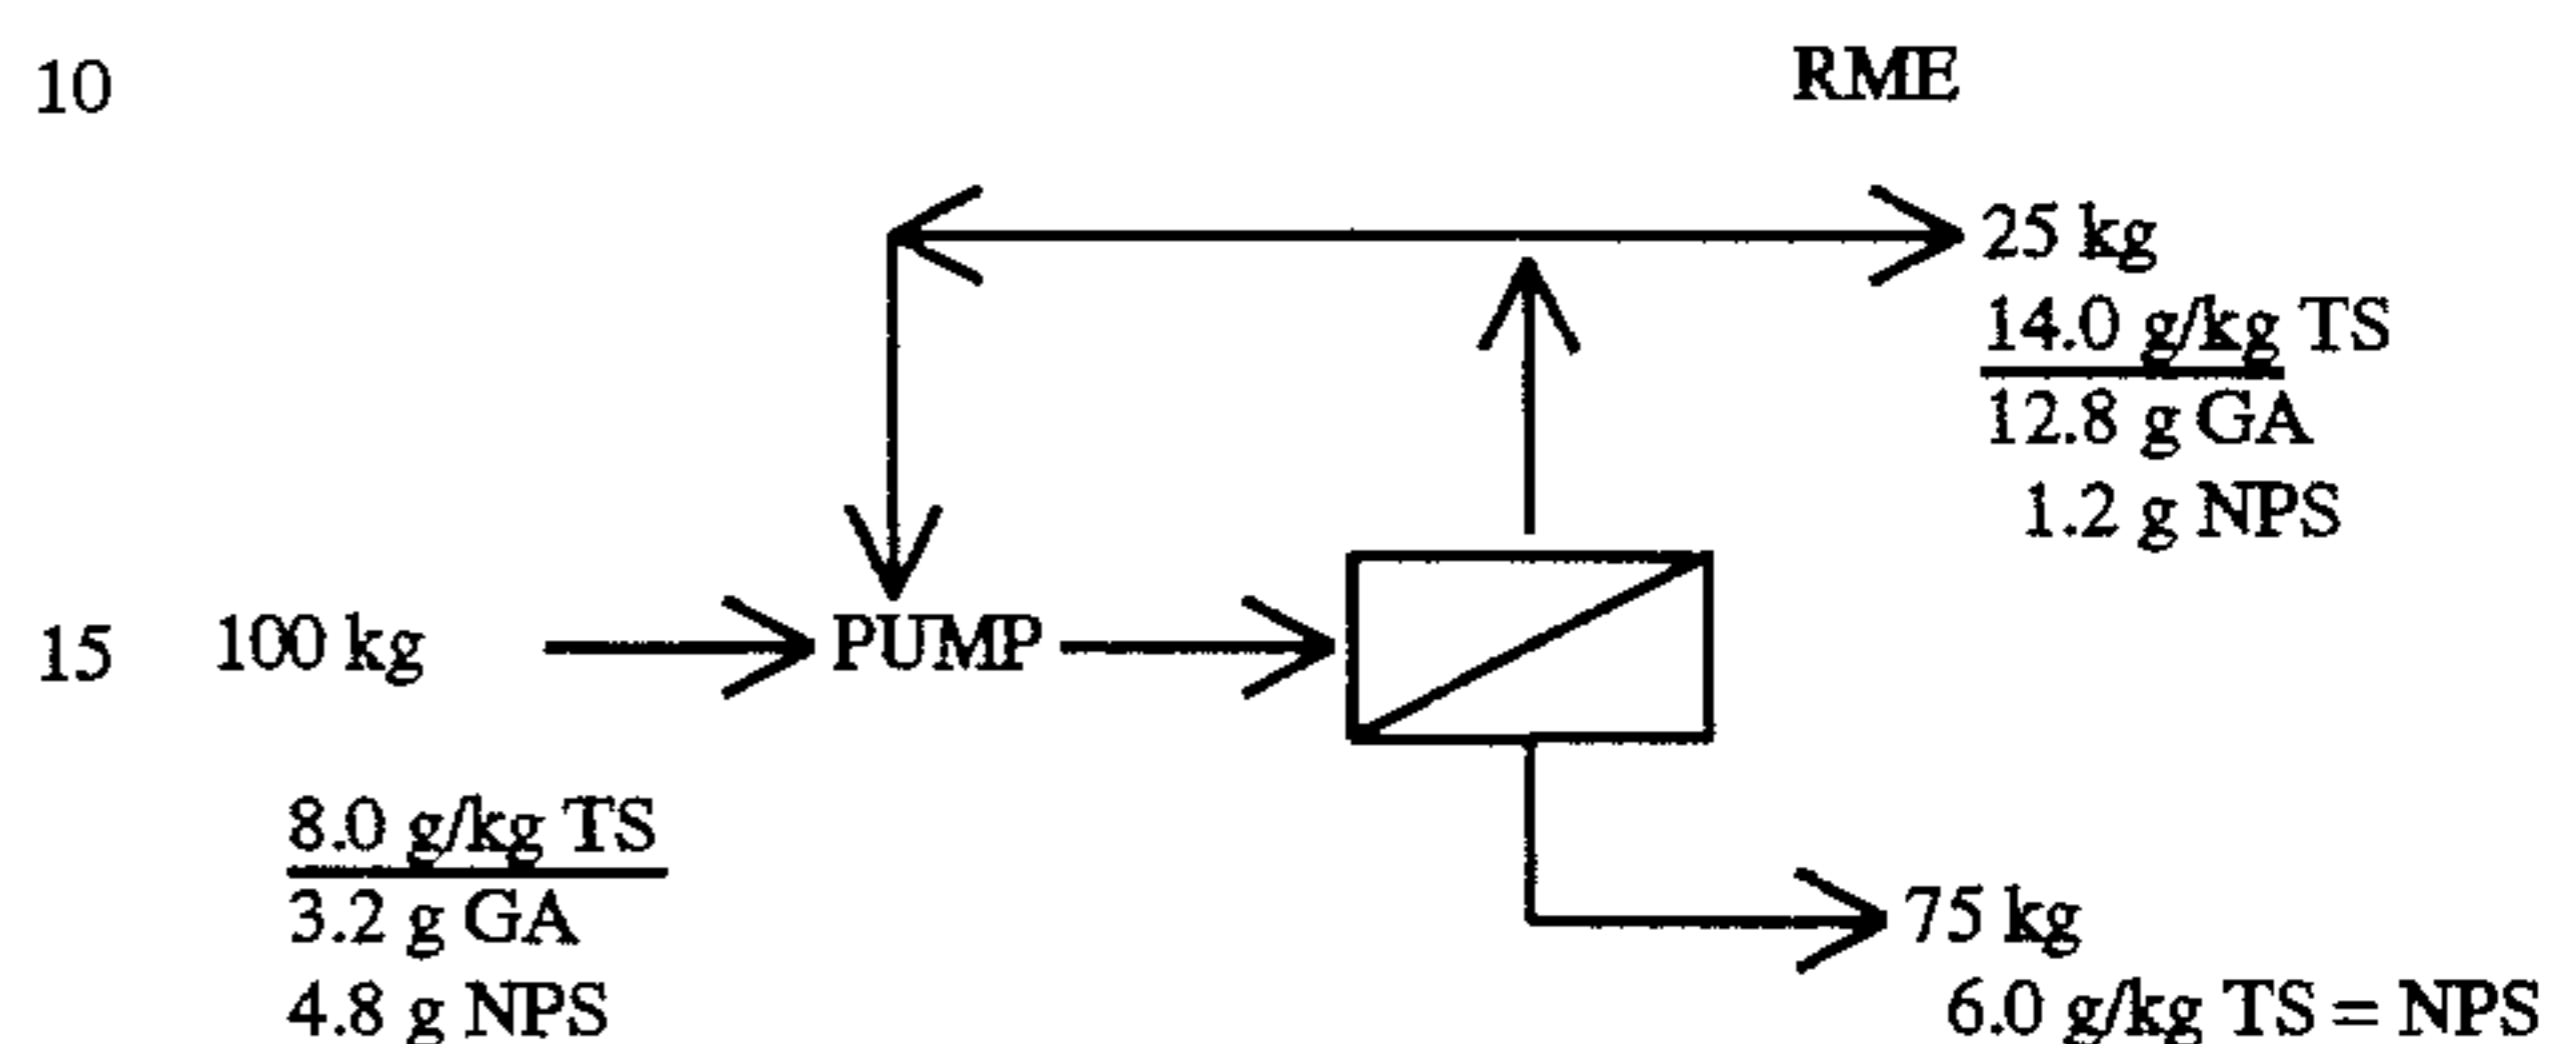 10 RME
25 kg
14.0 g/kg TS
12.8 g GA
1.2 g NPS
15 100 kg PUMP
8.0 g/kg TS
3.2 g GA
4.8 g NPS
75 kg
6.0 g/kg TS = NPS